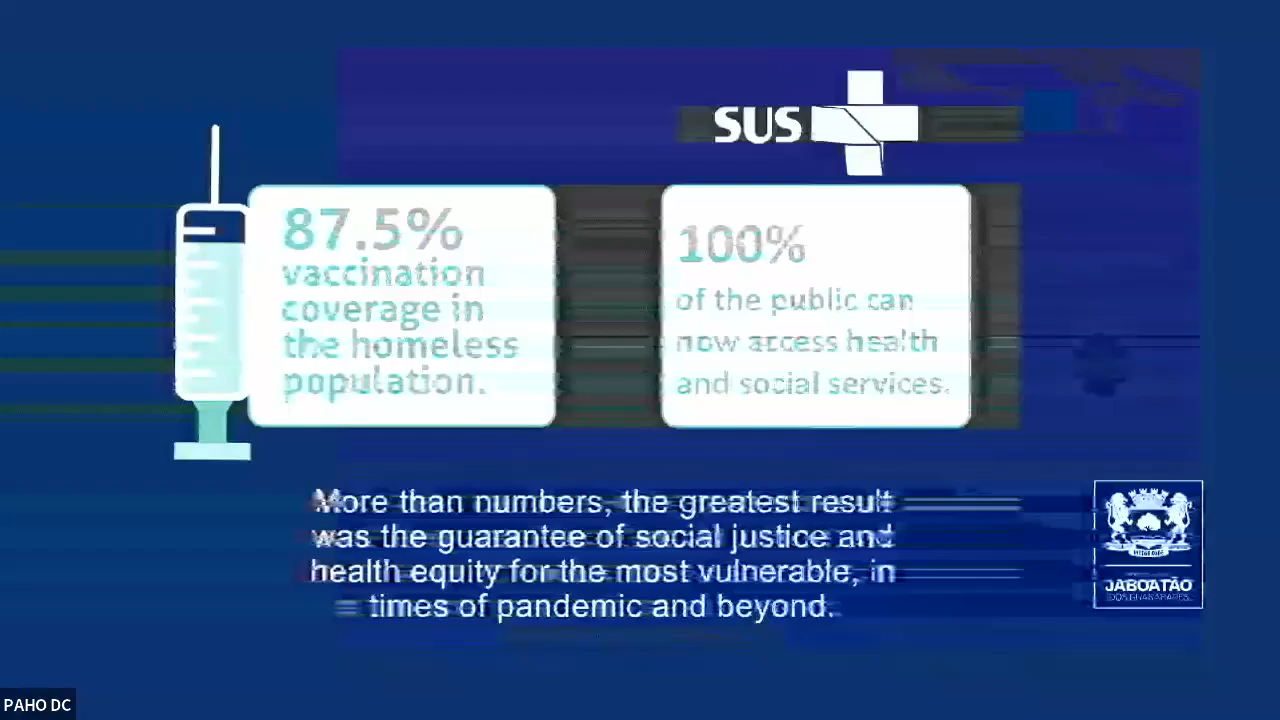 SUS
87.5%
vaccination
coverage in
the homeless
population.
100%
of the public can
now access health
and social services.
More than numbers, the greatest result
was the guarantee of social justice and
health equity for the most vulnerable, in
times of pandemic and beyond.
JABOATÃO
DOS GUARARAPES
PAHO DC